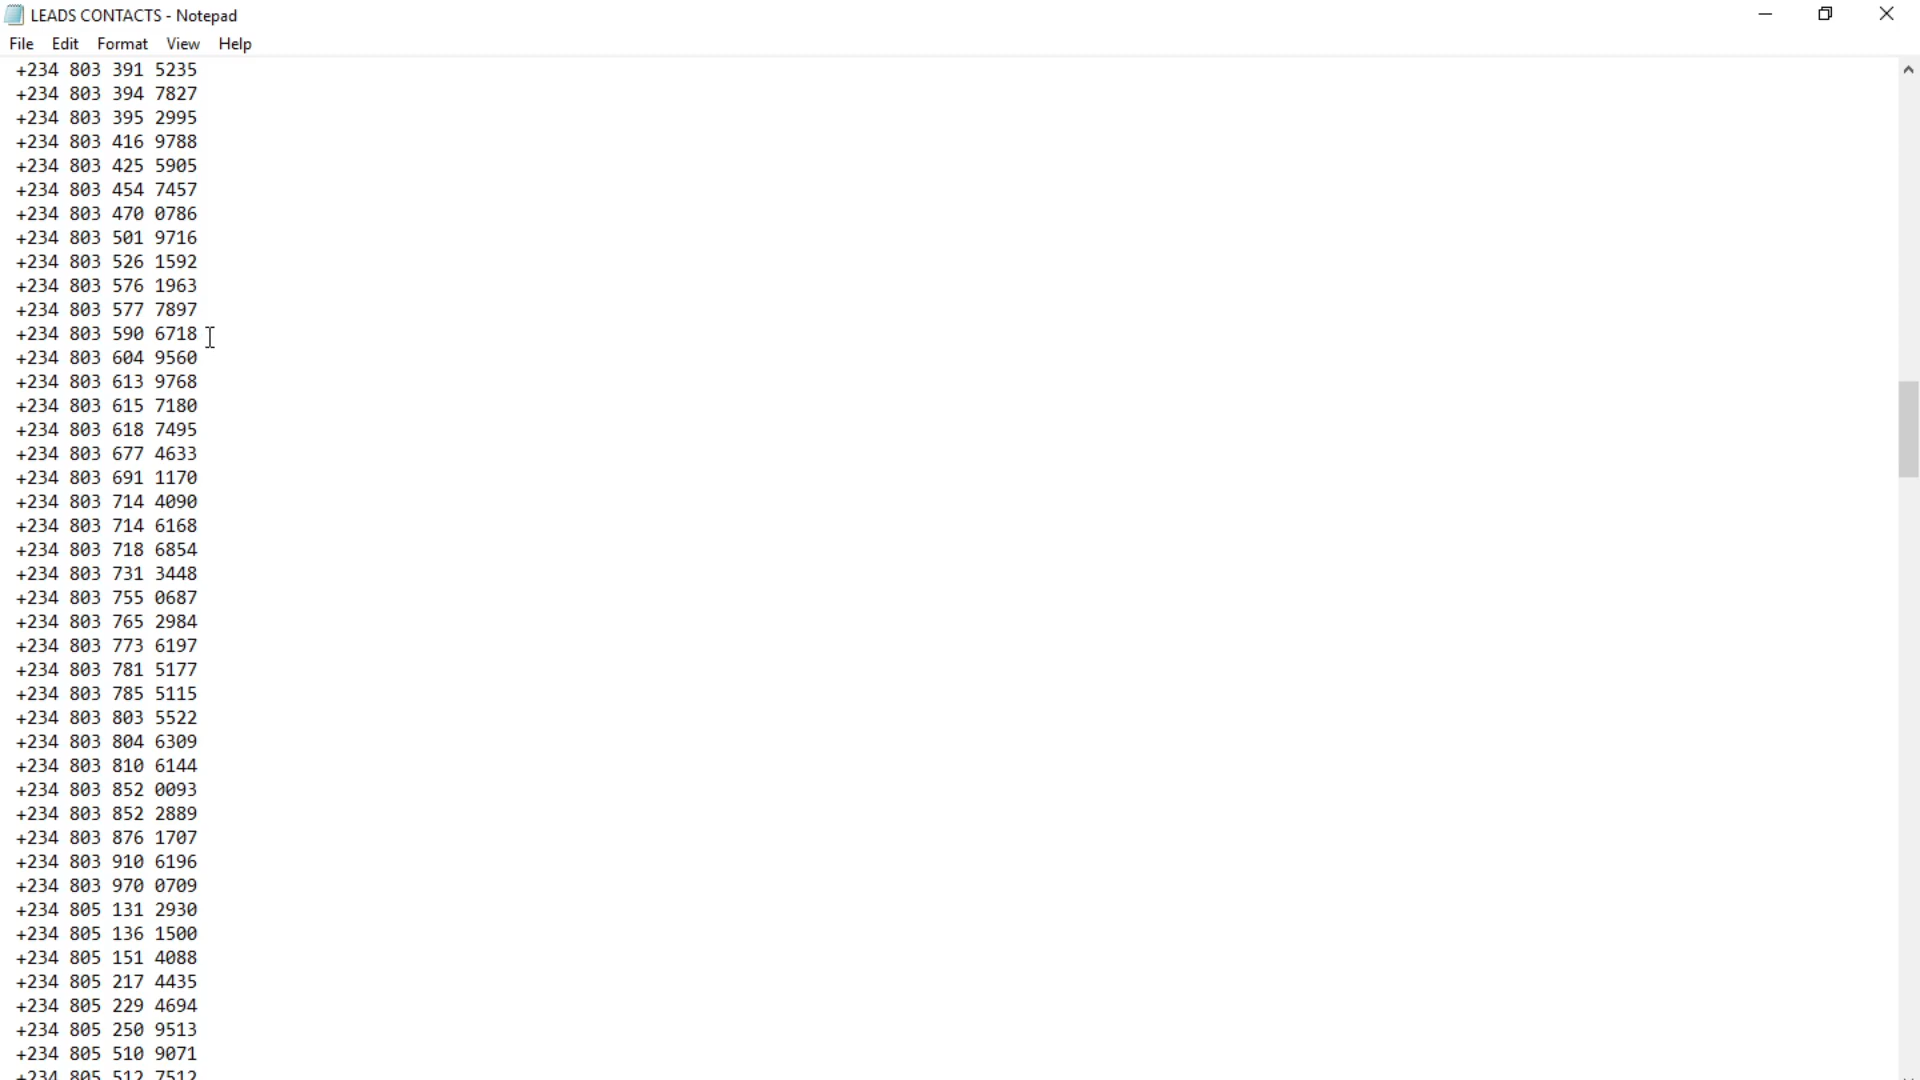 LEADS CONTACTS - Notepad
File Edit Format View Help
+234 803 391 5235
+234 803 394 7827
+234 803 395 2995
+234 803 416 9788
+234 803 425 5905
+234 803 454 7457
+234 803 470 0786
+234 803 501 9716
+234 803 526 1592
+234 803 576 1963
+234 803 577 7897
+234 803 590 6718
+234 803 604 9560
+234 803 613 9768
+234 803 615 7180
+234 803 618 7495
+234 803 677 4633
+234 803 691 1170
+234 803 714 4090
+234 803 714 6168
+234 803 718 6854
+234 803 731 3448
+234 803 755 0687
+234 803 765 2984
+234 803 773 6197
+234 803 781 5177
+234 803 785 5115
+234 803 803 5522
+234 803 804 6309
+234 803 810 6144
+234 803 852 0093
+234 803 852 2889
+234 803 876 1707
+234 803 910 6196
+234 803 970 0709
+234 805 131 2930
+234 805 136 1500
+234 805 151 4088
+234 805 217 4435
+234 805 229 4694
+234 805 250 9513
+234 805 510 9071
+234 805 512 7512